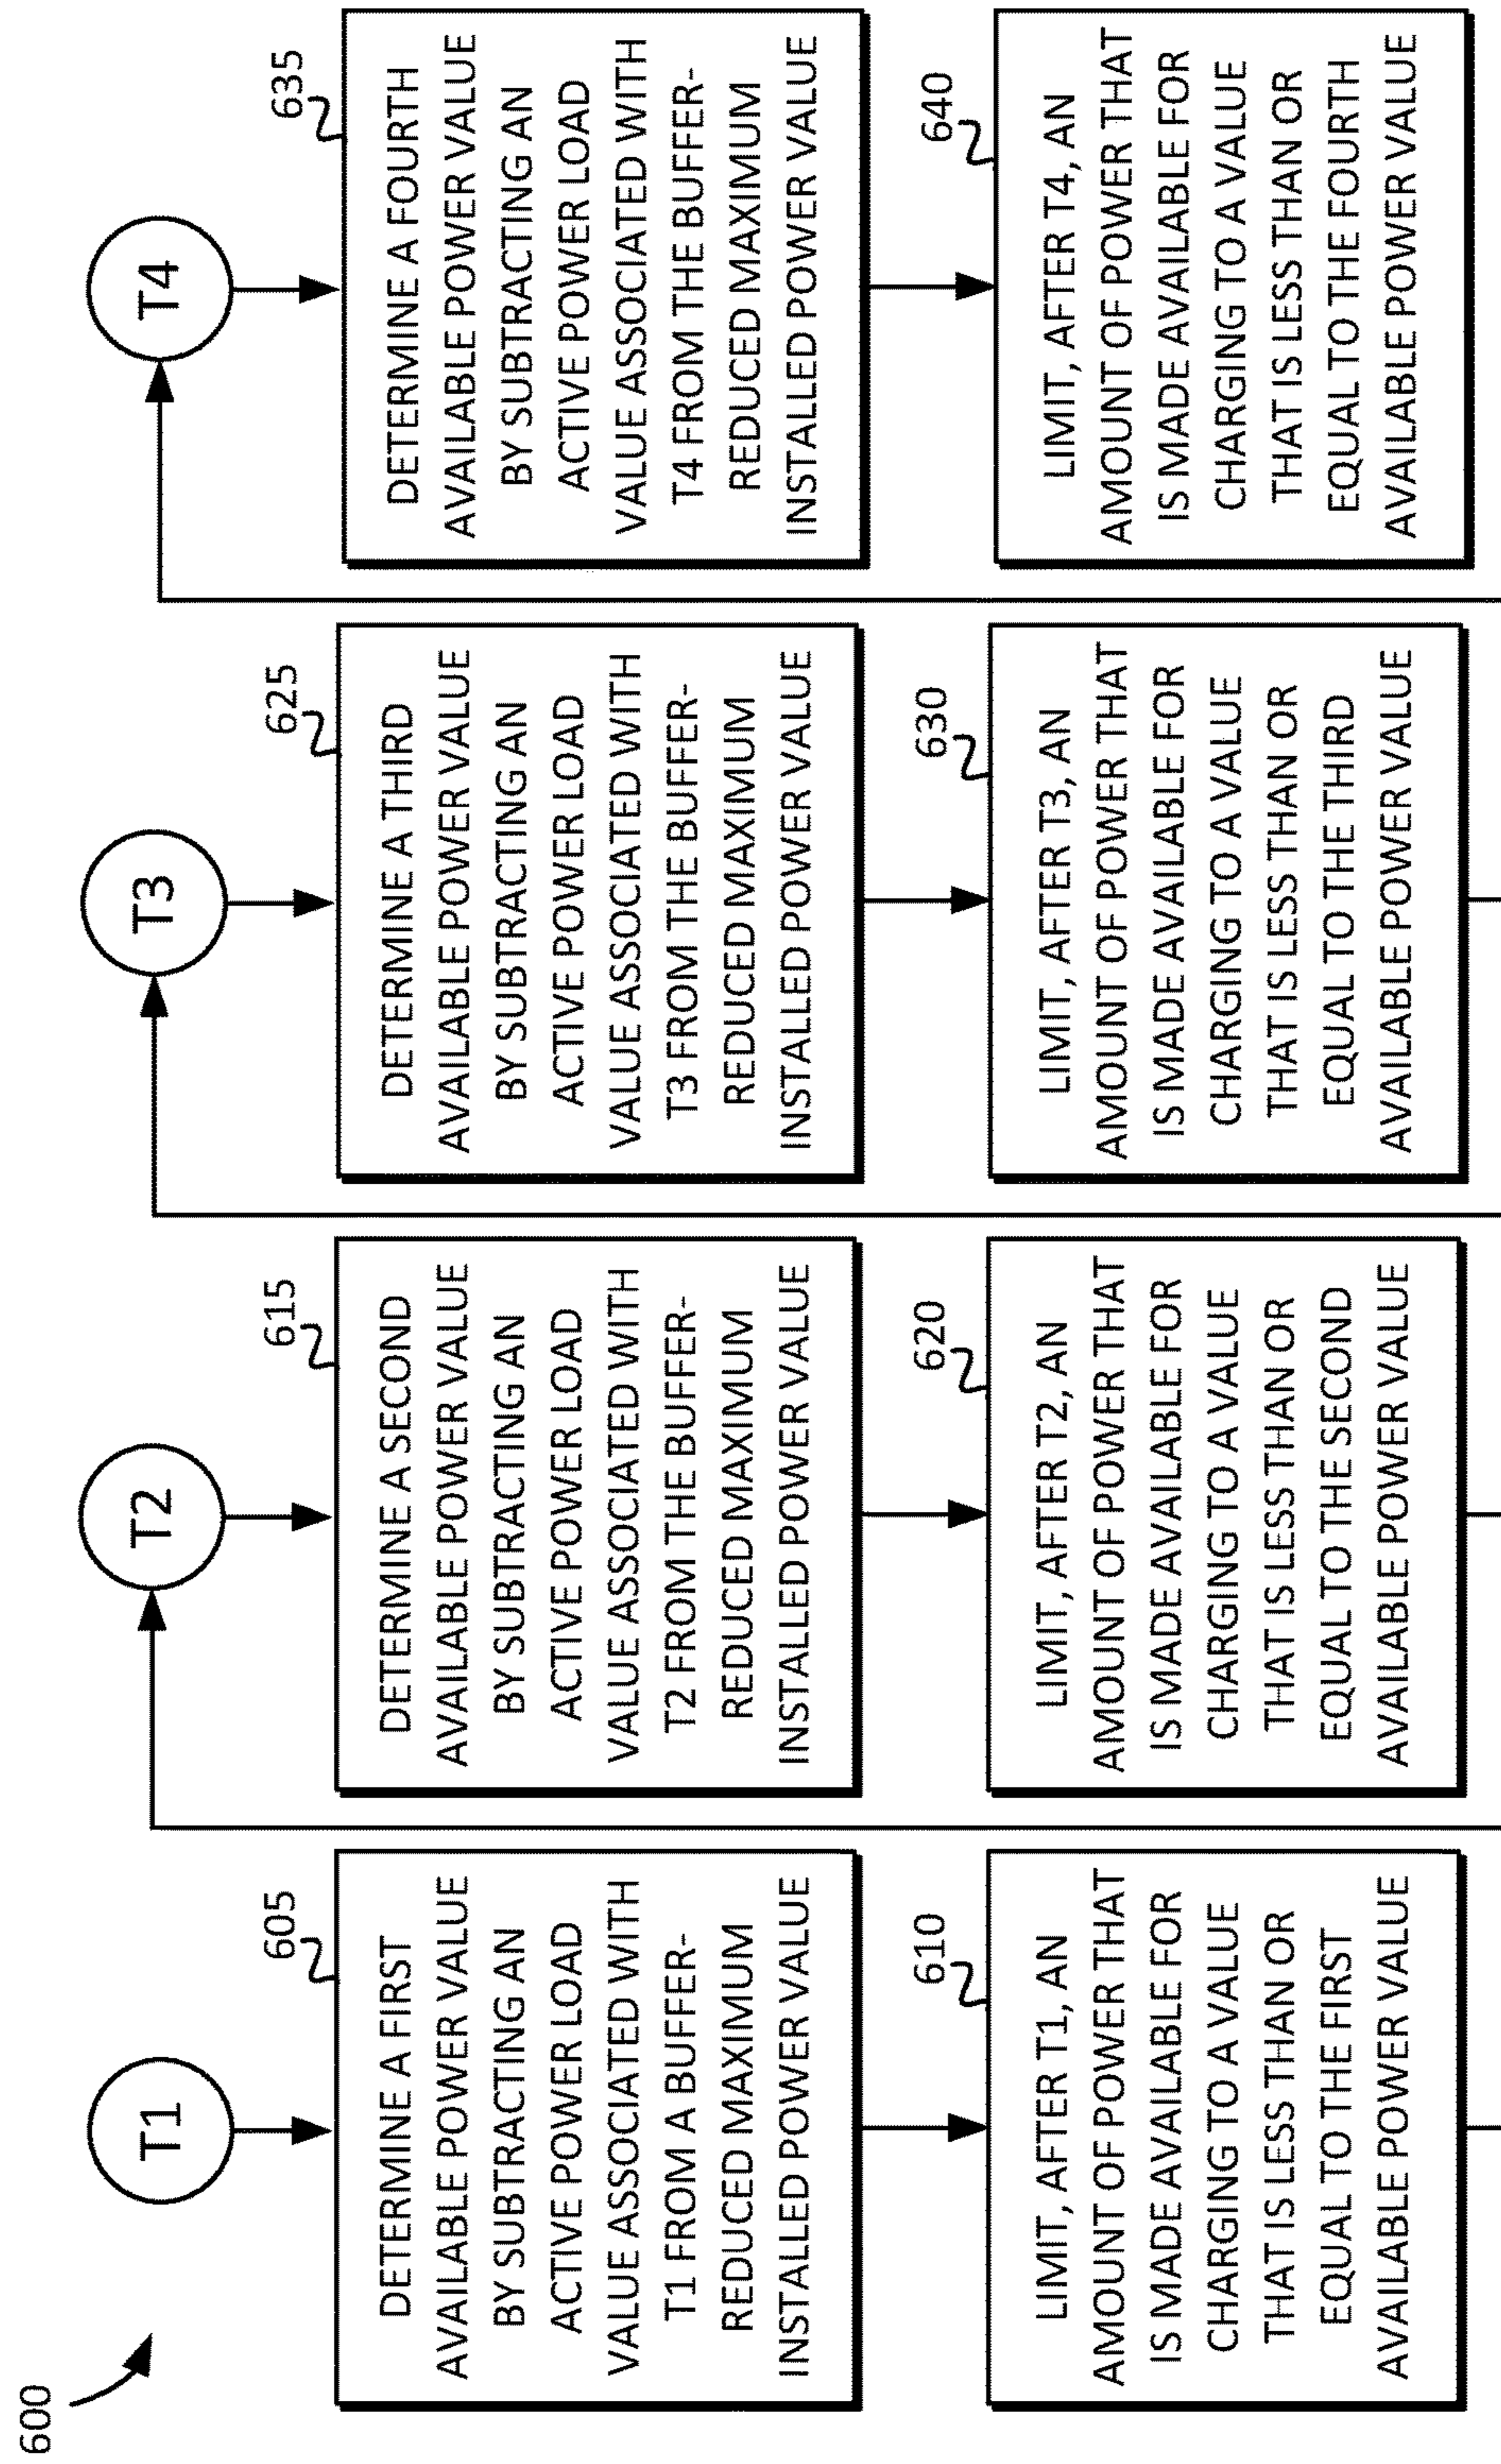 600
T1
605
DETERMINE A FIRST
AVAILABLE POWER VALUE
BY SUBTRACTING AN
ACTIVE POWER LOAD
VALUE ASSOCIATED WITH
T1 FROM A BUFFER-
REDUCED MAXIMUM
INSTALLED POWER VALUE
610
LIMIT, AFTER T1, AN
AMOUNT OF POWER THAT
IS MADE AVAILABLE FOR
CHARGING TO A VALUE
THAT IS LESS THAN OR
EQUAL TO THE FIRST
AVAILABLE POWER VALUE
T2
615
DETERMINE A SECOND
AVAILABLE POWER VALUE
BY SUBTRACTING AN
ACTIVE POWER LOAD
VALUE ASSOCIATED WITH
T2 FROM THE BUFFER-
REDUCED MAXIMUM
INSTALLED POWER VALUE
620
LIMIT, AFTER T2, AN
AMOUNT OF POWER THAT
IS MADE AVAILABLE FOR
CHARGING TO A VALUE
THAT IS LESS THAN OR
EQUAL TO THE SECOND
AVAILABLE POWER VALUE
T3
625
DETERMINE A THIRD
AVAILABLE POWER VALUE
BY SUBTRACTING AN
ACTIVE POWER LOAD
VALUE ASSOCIATED WITH
T3 FROM THE BUFFER-
REDUCED MAXIMUM
INSTALLED POWER VALUE
630
LIMIT, AFTER T3, AN
AMOUNT OF POWER THAT
IS MADE AVAILABLE FOR
CHARGING TO A VALUE
THAT IS LESS THAN OR
EQUAL TO THE THIRD
AVAILABLE POWER VALUE
T4
635
DETERMINE A FOURTH
AVAILABLE POWER VALUE
BY SUBTRACTING AN
ACTIVE POWER LOAD
VALUE ASSOCIATED WITH
T4 FROM THE BUFFER-
REDUCED MAXIMUM
INSTALLED POWER VALUE
640
LIMIT, AFTER T4, AN
AMOUNT OF POWER THAT
IS MADE AVAILABLE FOR
CHARGING TO A VALUE
THAT IS LESS THAN OR
EQUAL TO THE FOURTH
AVAILABLE POWER VALUE